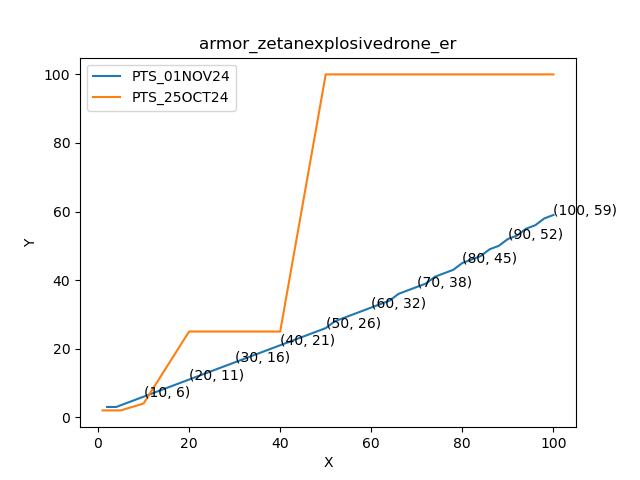 armor_zetanexplosivedrone_er
PTS_01NOV24
PTS_25OCT24
100
80
60
40
20
0
Y
(10, 6)
(20, 11)
(30, 16)
(40, 21)
(50, 26)
(60, 32)
(70, 38)
(80, 45)
(90, 52)
(100, 59)
0 20 40 60 80 100
X